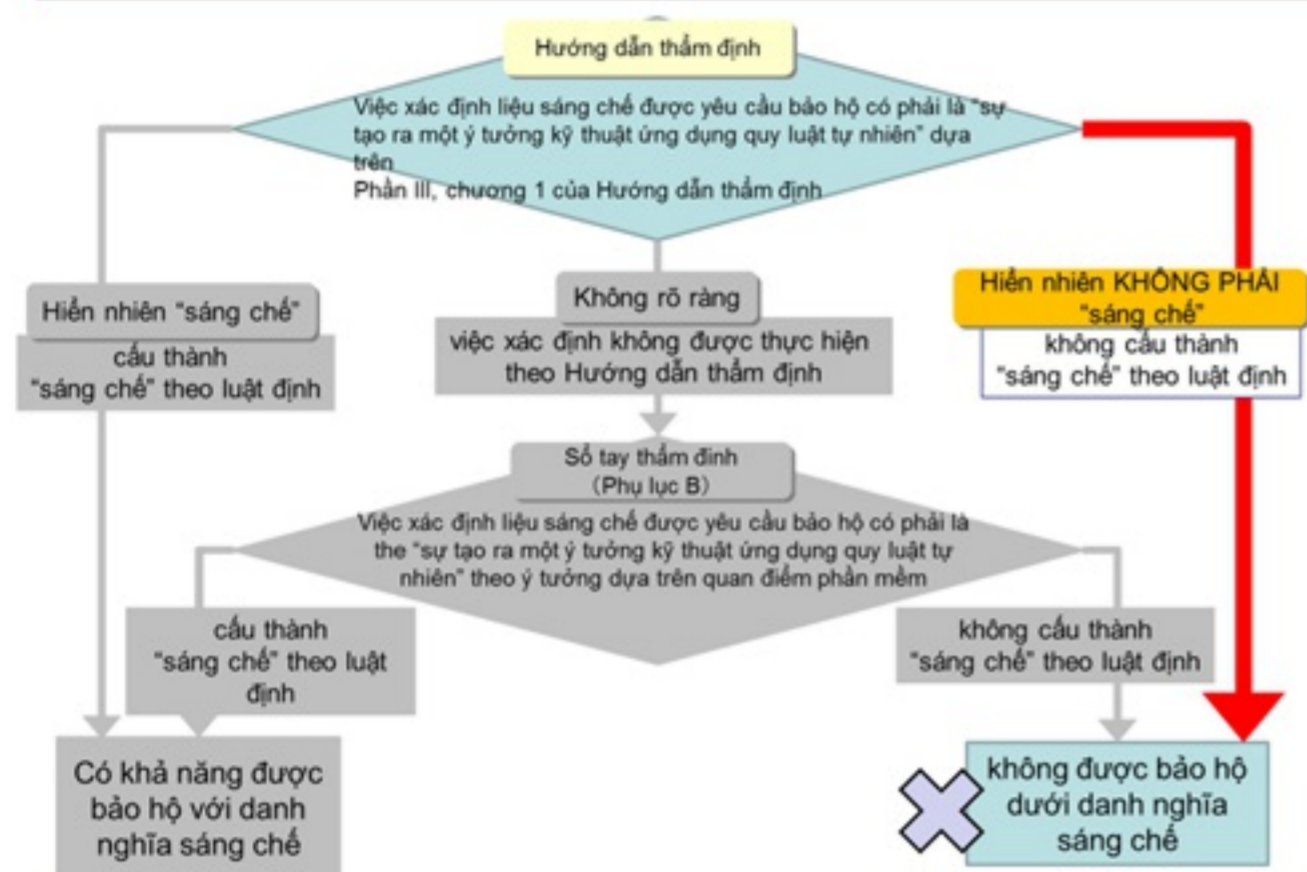 Hướng dẫn thẩm định
Việc xác định liệu sáng chế được yêu cầu bảo hộ có phải là “sự
tạo ra một ý tưởng kỹ thuật ứng dụng quy luật tự nhiên” dựa
trên
Phần III, chương 1 của Hướng dẫn thẩm định
Hiển nhiên “sáng chế”
cấu thành
“sáng chế” theo luật định
Không rõ ràng
việc xác định không được thực hiện
theo Hướng dẫn thẩm định
Hiển nhiên KHÔNG PHẢI
“sáng chế”
không cấu thành
“sáng chế” theo luật định
Sổ tay thẩm đinh
(Phụ lục B)
Việc xác định liệu sáng chế được yêu cầu bảo hộ có phải là
the “sự tạo ra một ý tưởng kỹ thuật ứng dụng quy luật tự
nhiên” theo ý tưởng dựa trên quan điểm phần mềm
cấu thành
“sáng chế” theo luật
định
không cấu thành
“sáng chế” theo luật định
Có khả năng được
bảo hộ với danh
nghĩa sáng chế
không được bảo hộ
dưới danh nghĩa
sáng chế